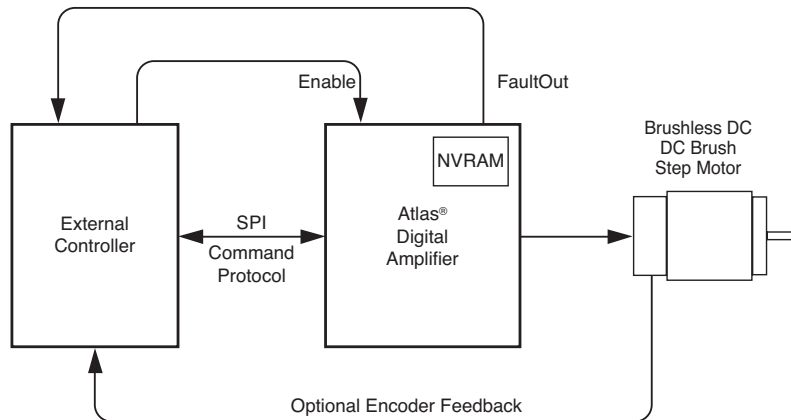 Enable
FaultOut
Brushless DC
DC Brush
Step Motor
NVRAM
External
Controller
SPI
Command
Protocol
Atlas®
Digital
Amplifier
Optional Encoder Feedback